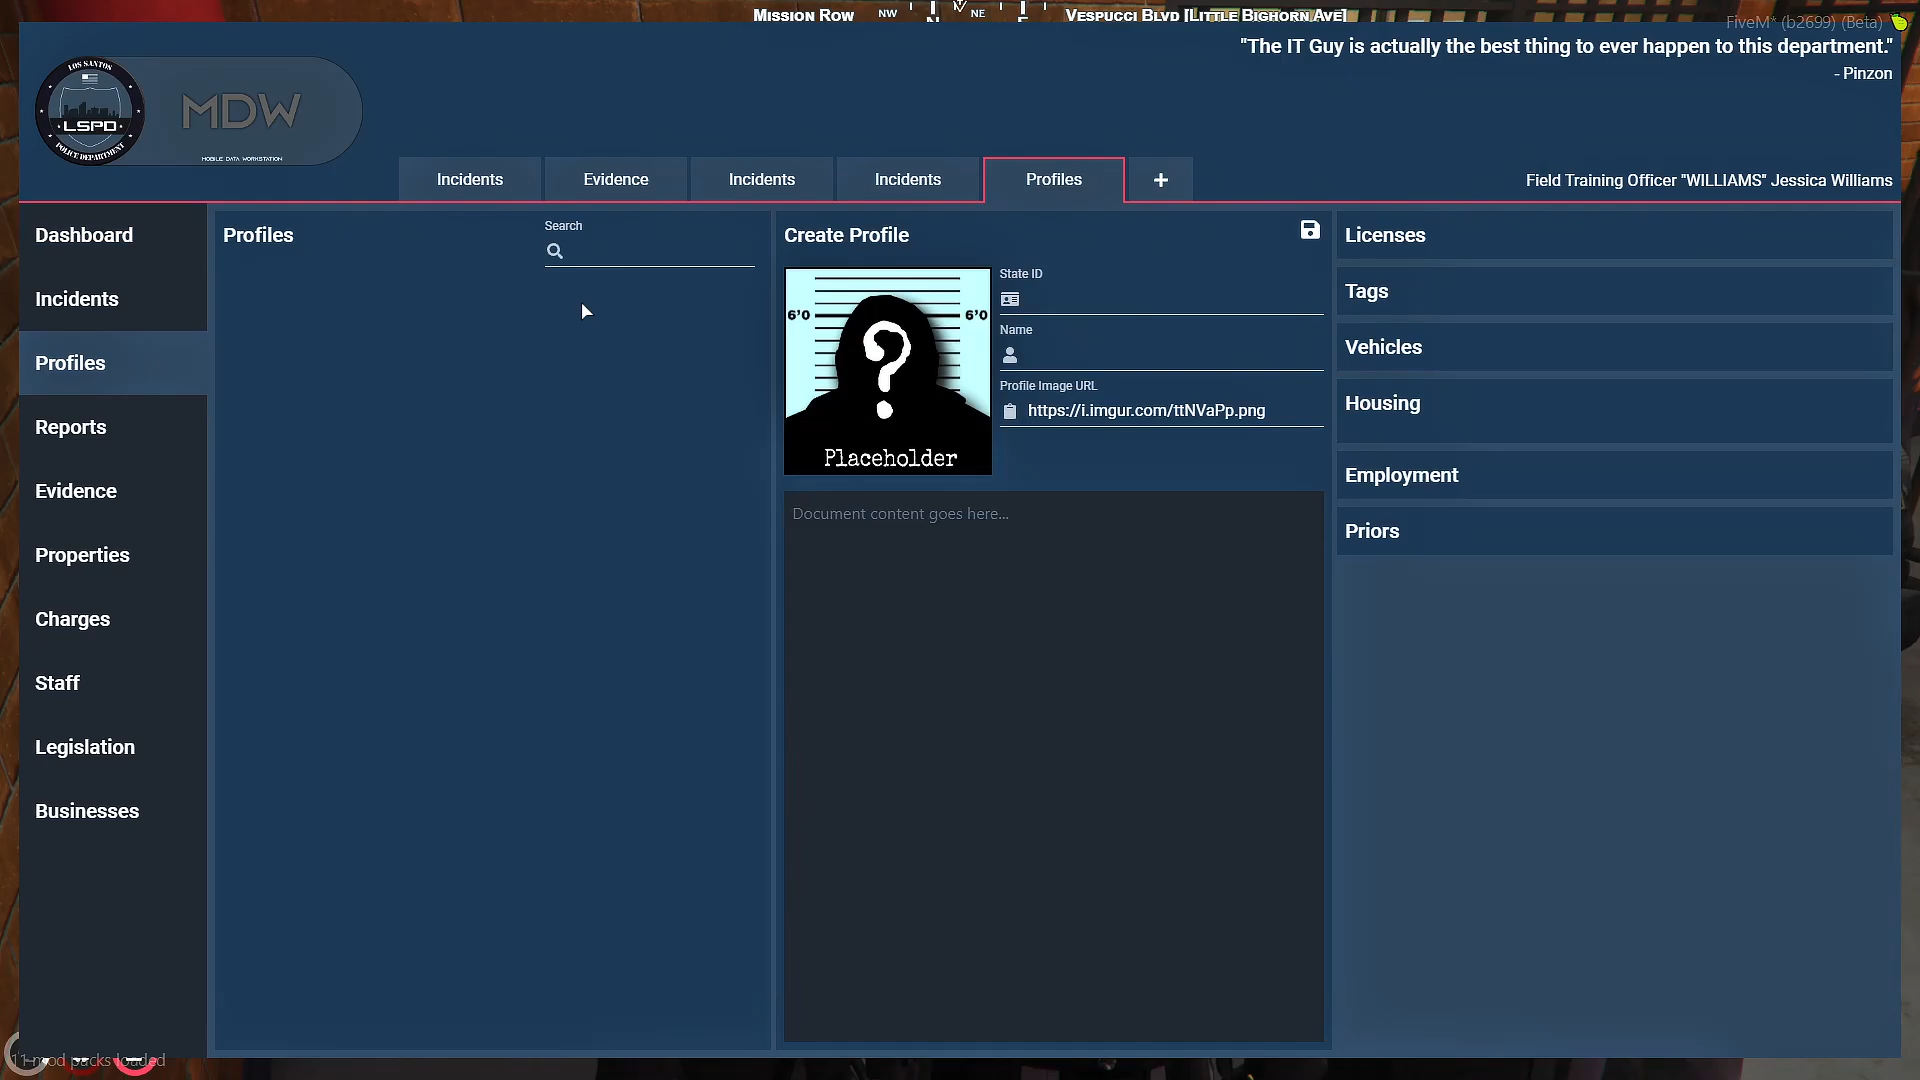 Mission Row
NW
N
NE
E
Vespucci Blvd [Little Bighorn Ave]
FiveM* (b2699) (Beta)
"The IT Guy is actually the best thing to ever happen to this department."
- Pinzon
LOS SANTOS
LSPD
POLICE DEPARTMENT
MDW
MOBILE DATA WORKSTATION
Incidents
Evidence
Incidents
Incidents
Profiles
+
Field Training Officer "WILLIAMS" Jessica Williams
Dashboard
Incidents
Profiles
Reports
Evidence
Properties
Charges
Staff
Legislation
Businesses
Profiles
Search
Create Profile
6'0
6'0
?
Placeholder
State ID
Name
Profile Image URL
https://i.imgur.com/ttNVaPp.png
Document content goes here...
Licenses
Tags
Vehicles
Housing
Employment
Priors
11 mod packs loaded